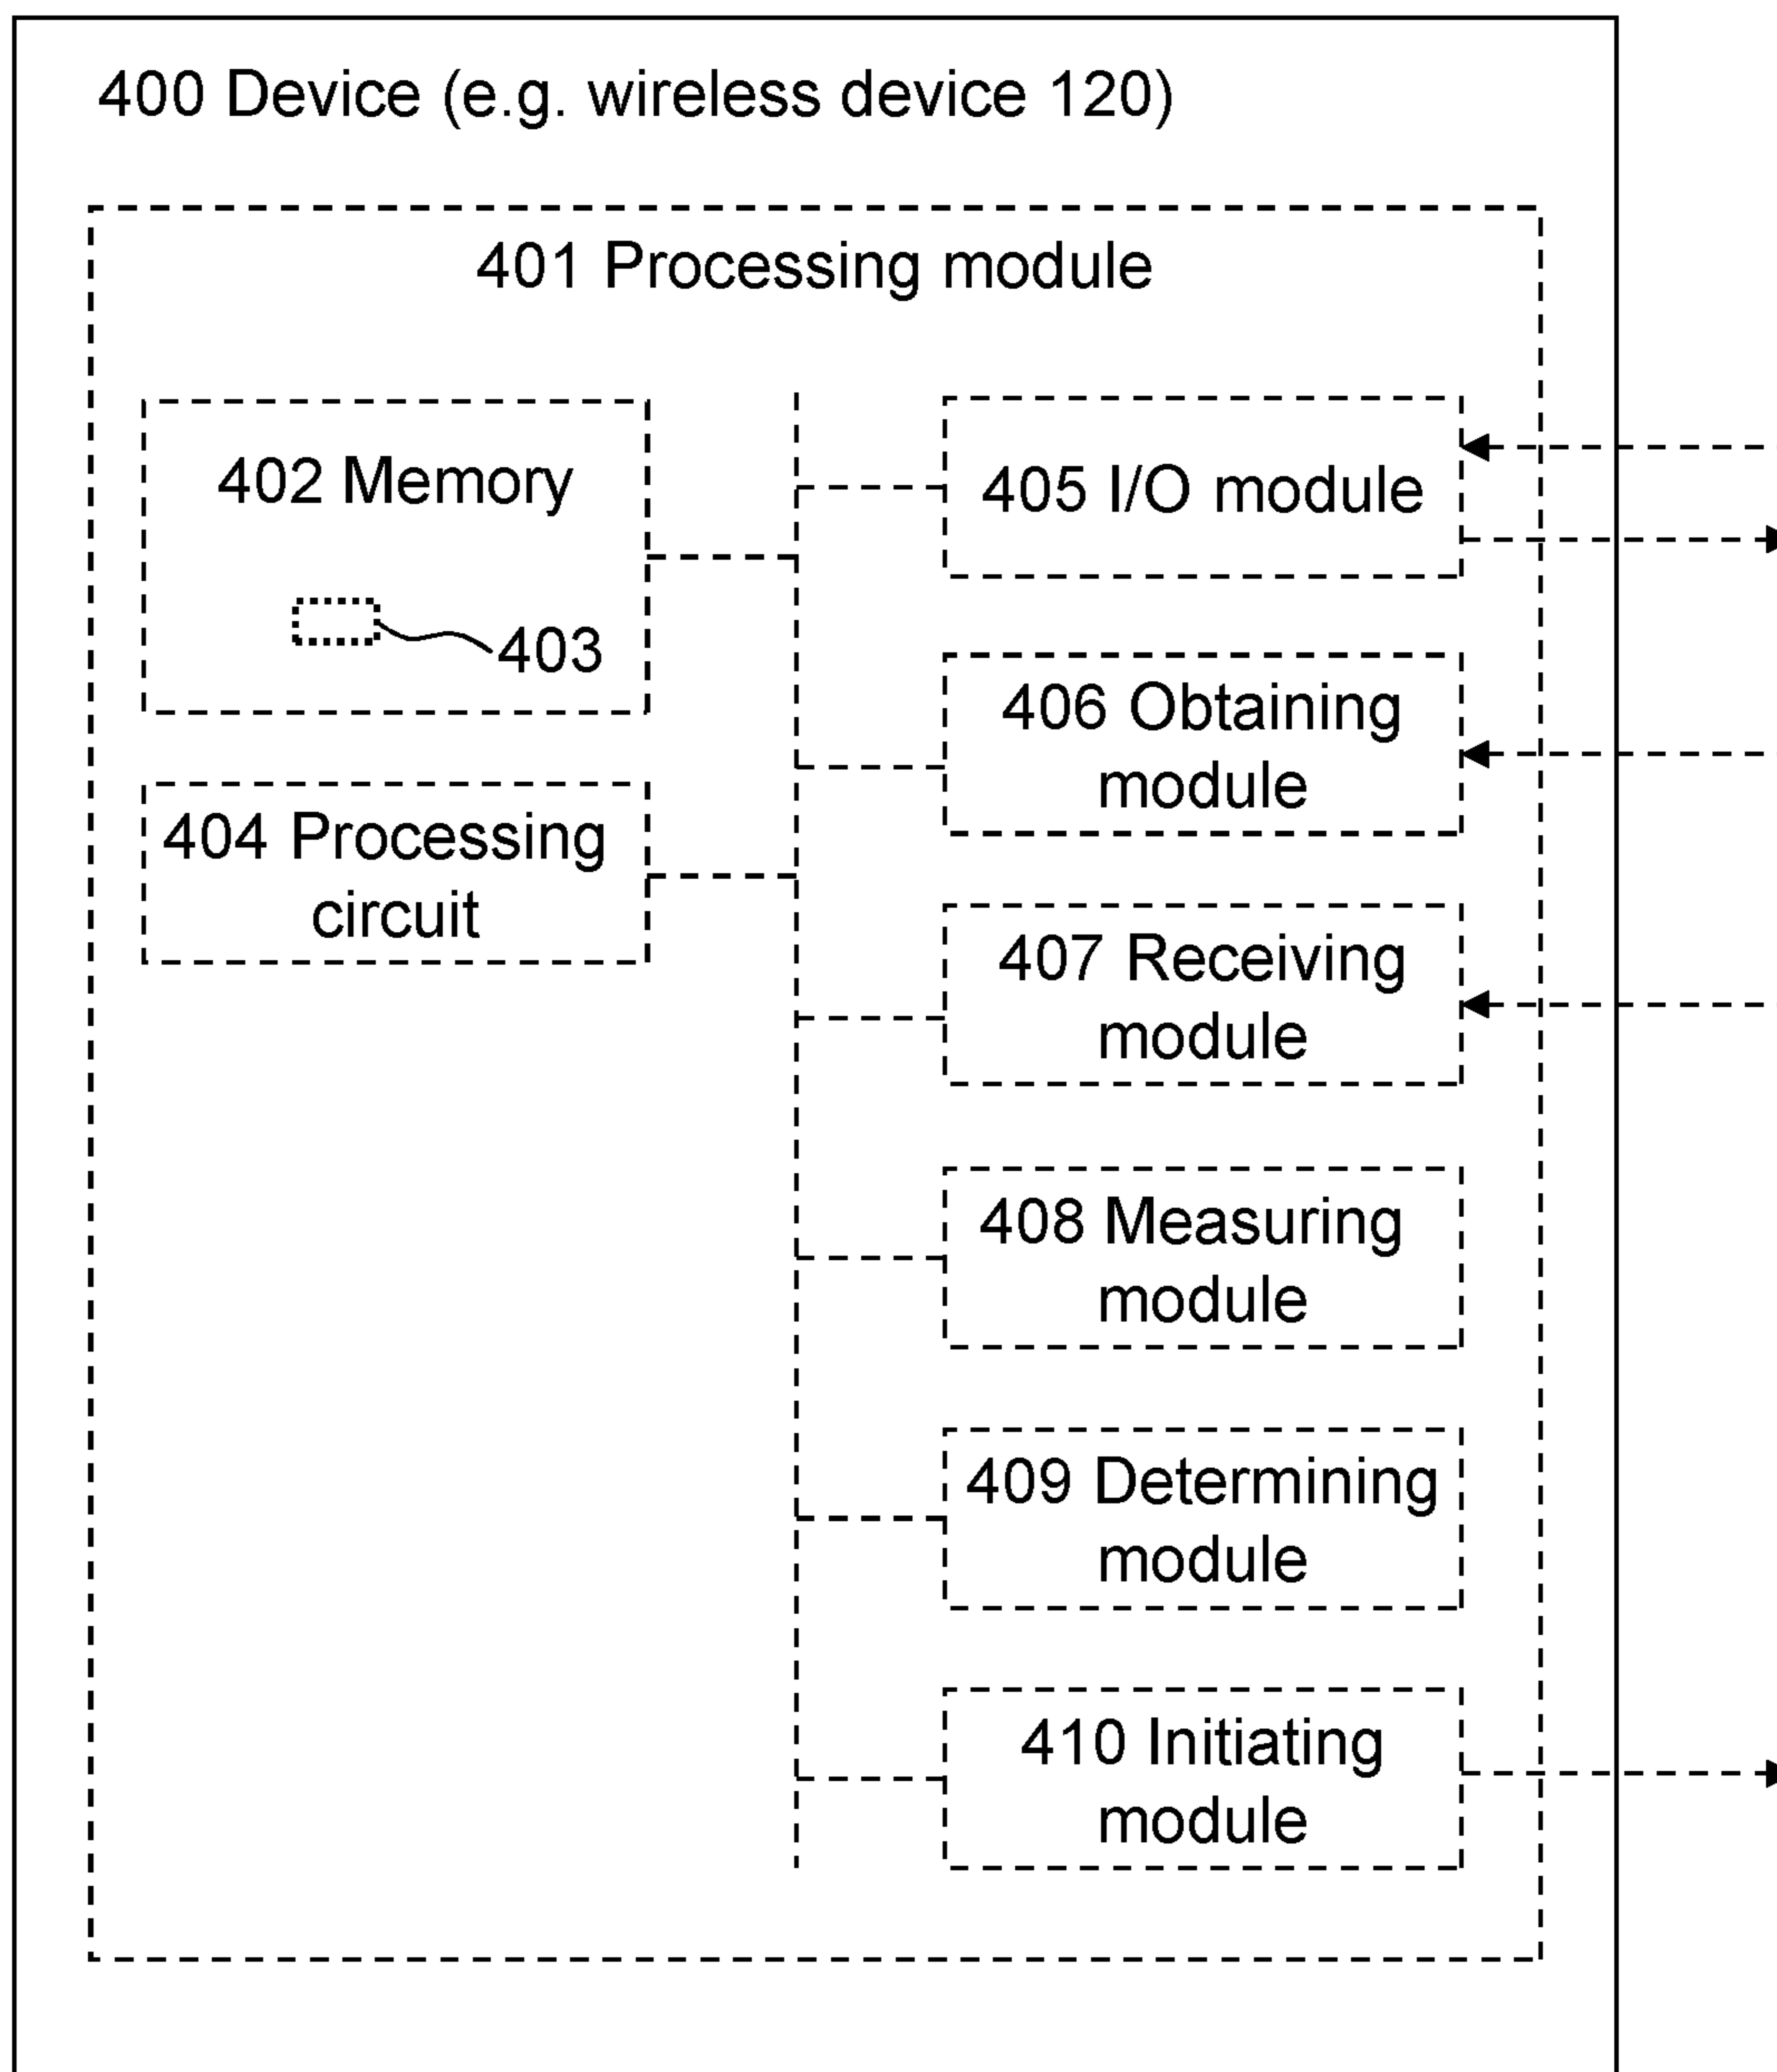 400 Device (e.g. wireless device 120)
401 Processing module
402 Memory
403
404 Processing
circuit
405 I/O module
406 Obtaining
module
407 Receiving
module
408 Measuring
module
409 Determining
module
410 Initiating
module